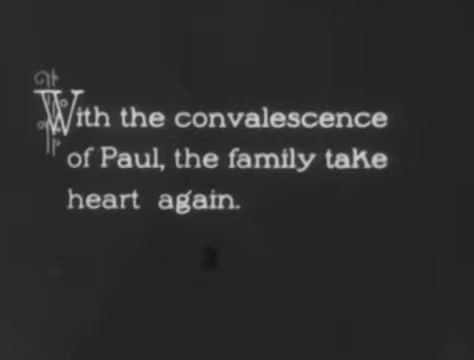 With the convalescence
of Paul, the family take
heart again.